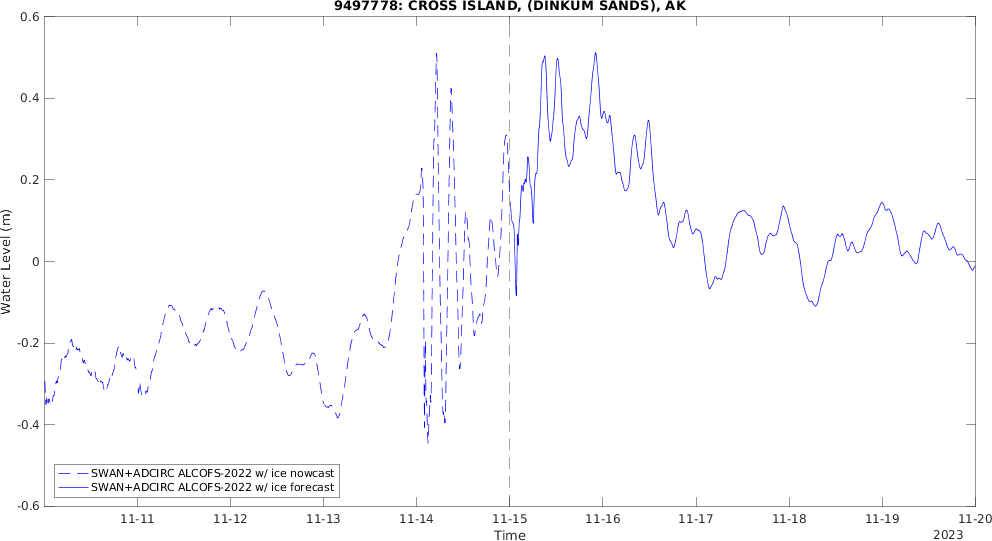 9497778: CROSS ISLAND, (DINKUM SANDS), AK
0.6
0.4
0.2
0
-0.2
-0.4
-0.6
Water Level (m)
SWAN+ADCIRC ALCOFS-2022 w/ ice nowcast
SWAN+ADCIRC ALCOFS-2022 w/ ice forecast
11-11 11-12 11-13 11-14 11-15 11-16 11-17 11-18 11-19 11-20
Time
2023